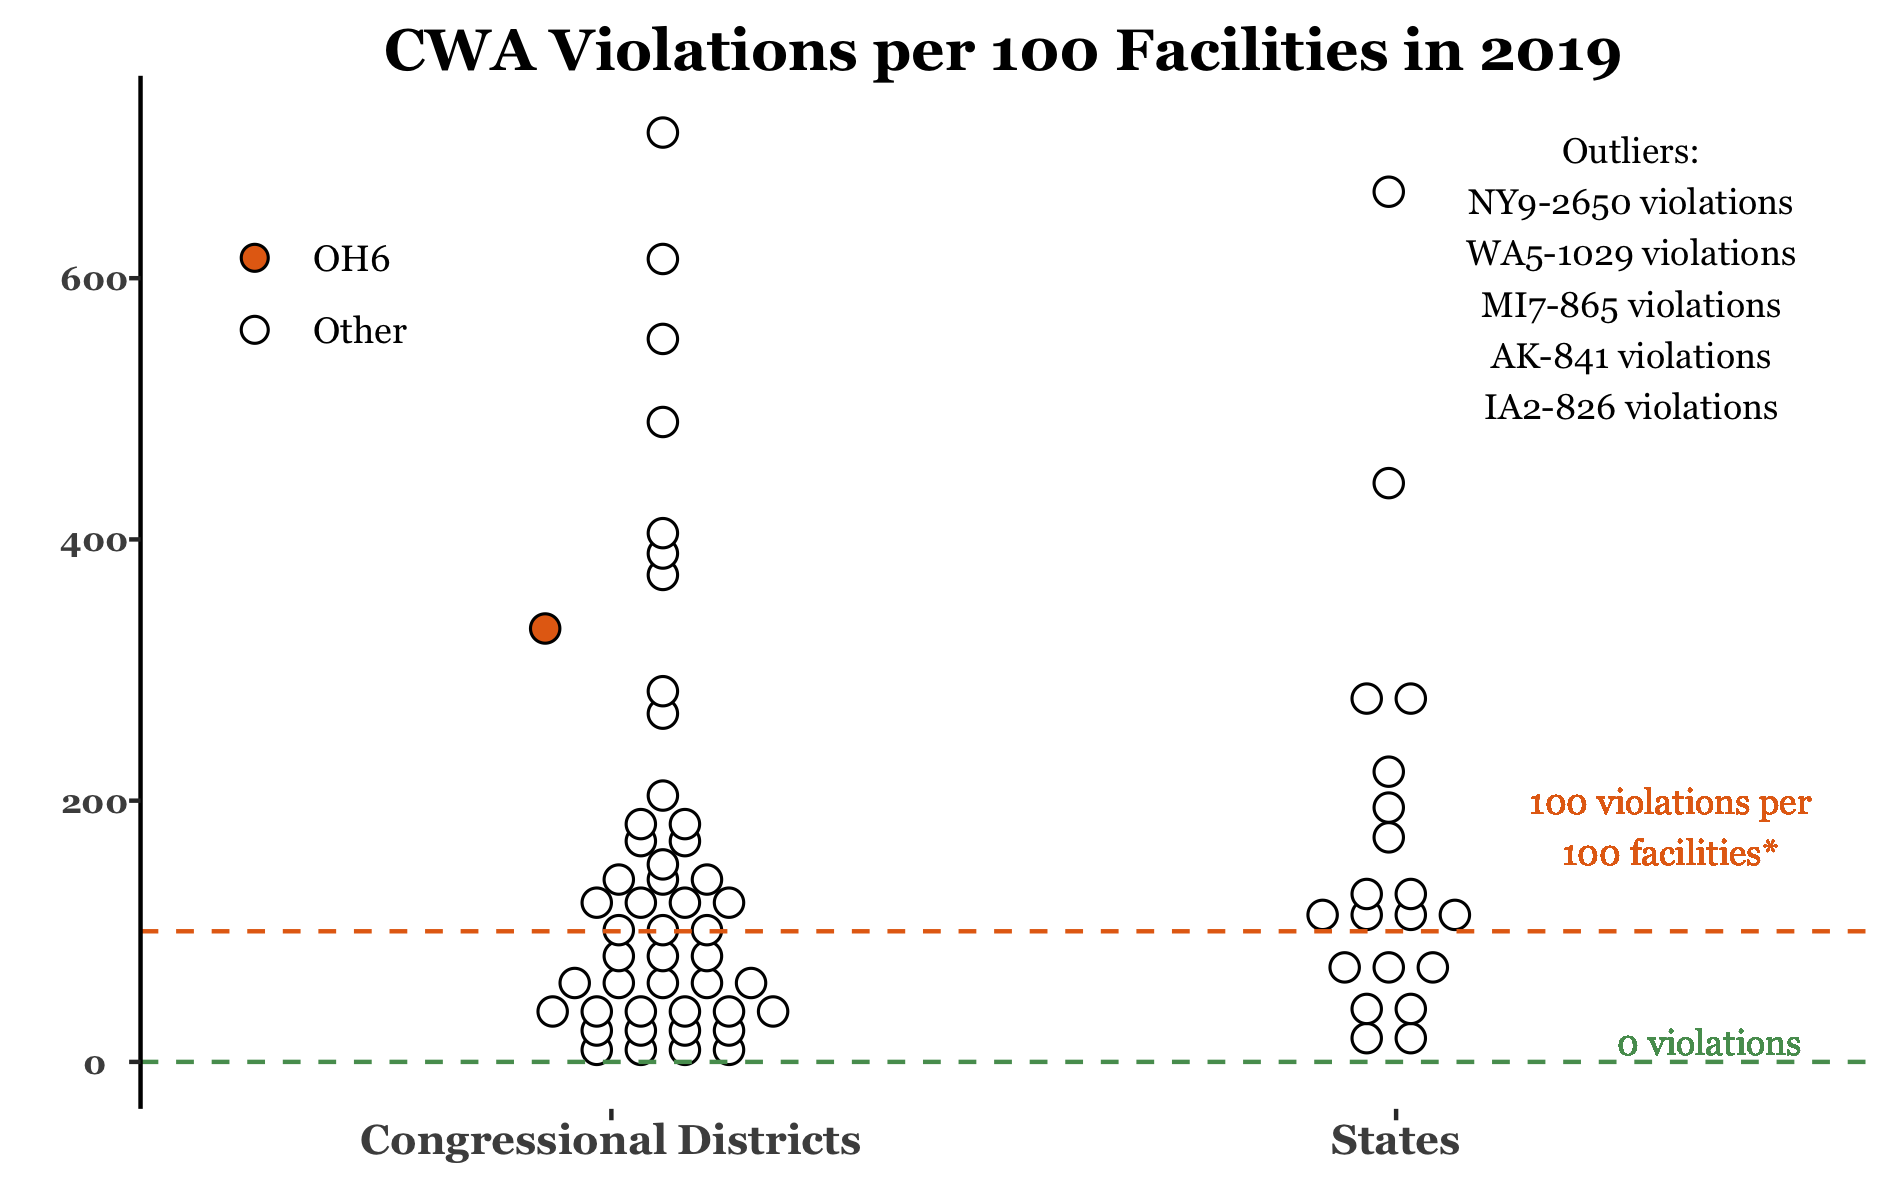 CWA Violations per 100 Facilities in 2019
Outliers:
NY9-2650 violations
WA5-1029 violations
MI7-865 violations
AK-841 violations
IA2-826 violations
OH6
Other
600
400
200
0
100 violations per
100 facilities*
0 violations
Congressional Districts
States